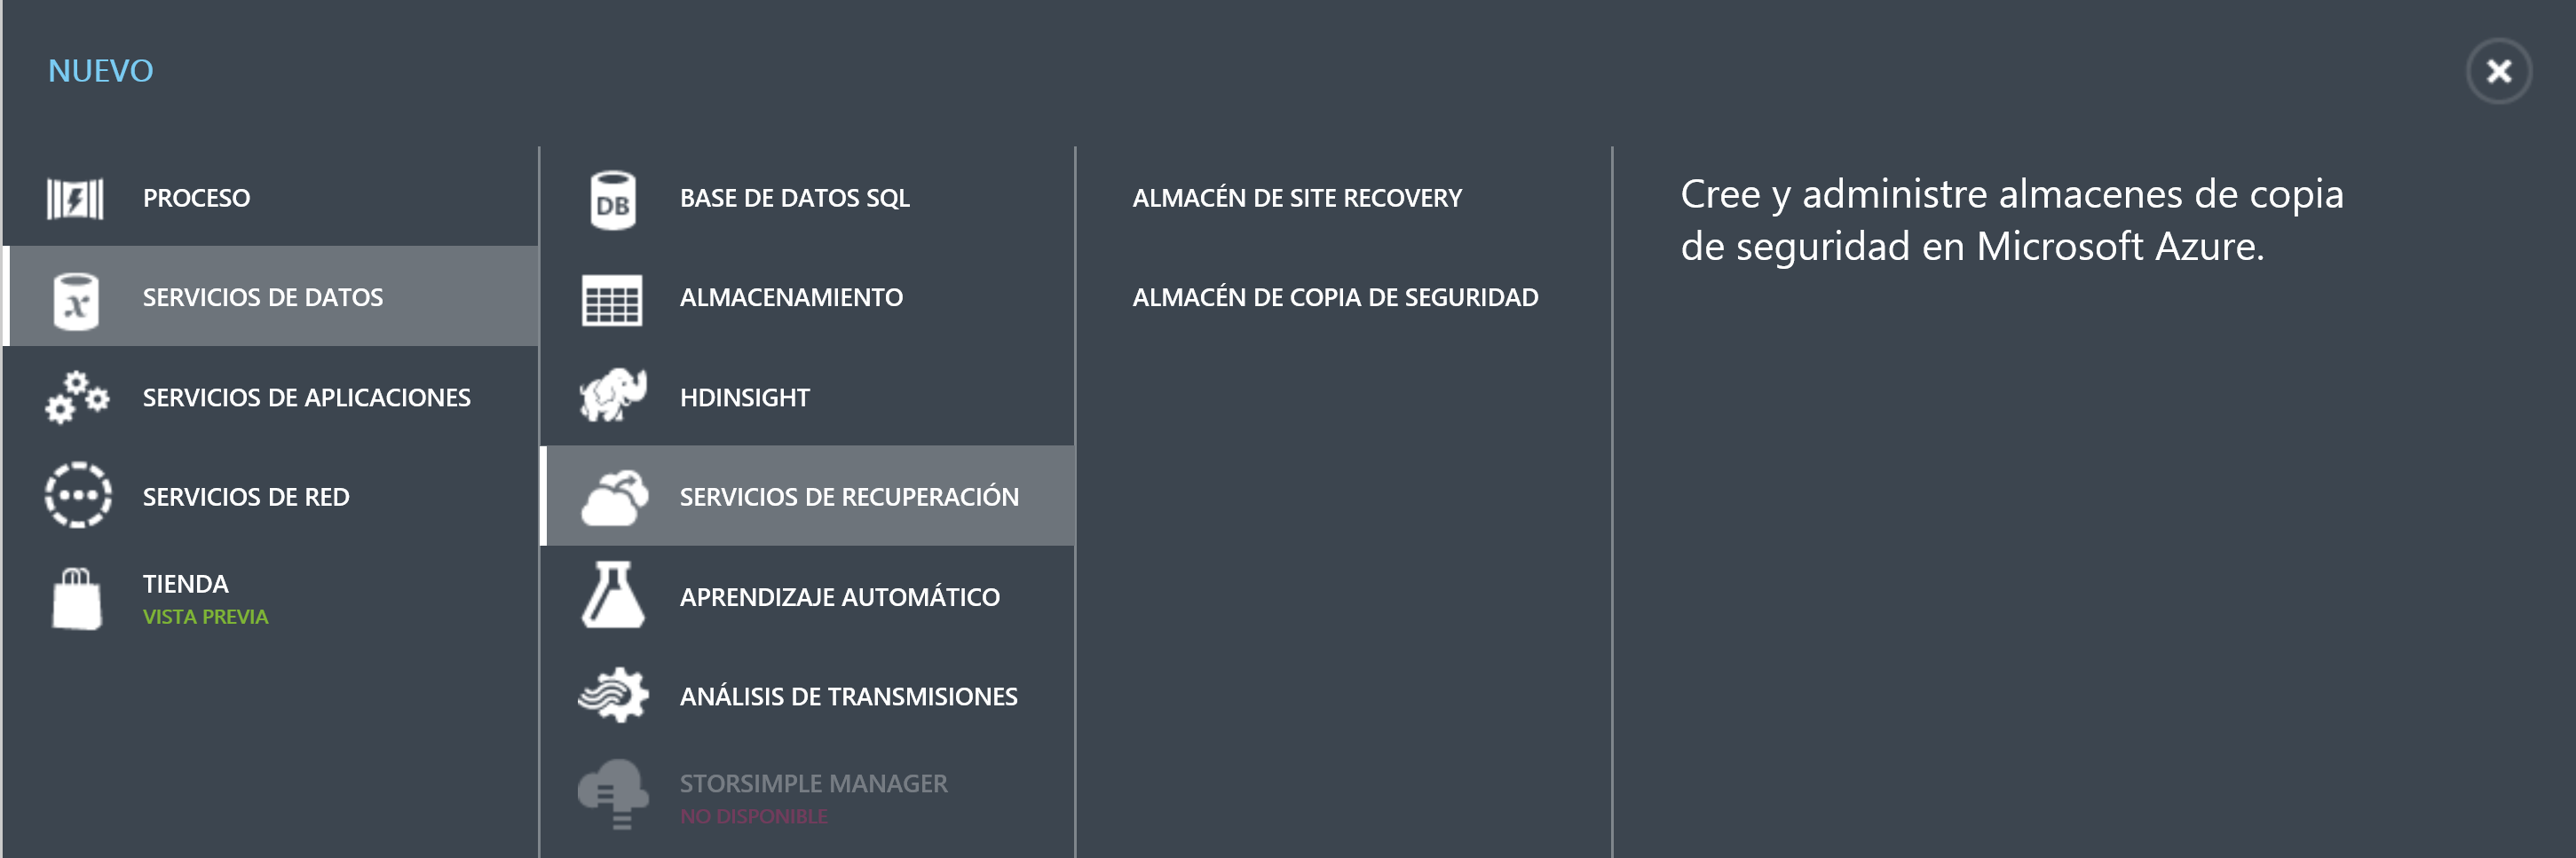 NUEVO
PROCESO
SERVICIOS DE DATOS
SERVICIOS DE APLICACIONES
SERVICIOS DE RED
TIENDA
VISTA PREVIA
DB
BASE DE DATOS SQL
x
ALMACENAMIENTO
HDINSIGHT
SERVICIOS DE RECUPERACIÓN
APRENDIZAJE AUTOMÁTICO
ANÁLISIS DE TRANSMISIONES
STORSIMPLE MANAGER
NO DISPONIBLE
ALMACÉN DE SITE RECOVERY
ALMACÉN DE COPIA DE SEGURIDAD
Cree y administre almacenes de copia
de seguridad en Microsoft Azure.